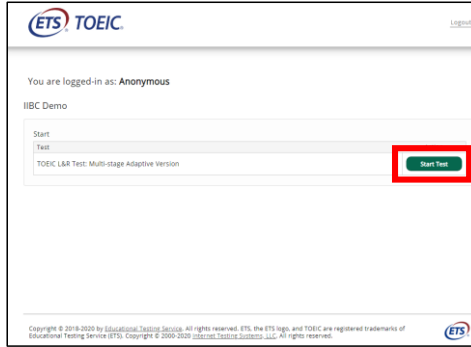 ETS TOEIC.
Logout
You are logged-in as: Anonymous
IIBC Demo
Start
Test
TOEIC L&R Test: Multi-stage Adaptive Version
Start Test
Copyright © 2018-2020 by Educational Testing Service. All rights reserved. ETS, the ETS logo, and TOEIC are registered trademarks of
Educational Testing Service (ETS). Copyright © 2000-2020 Internet Testing Systems, LLC. All rights reserved.
ETS